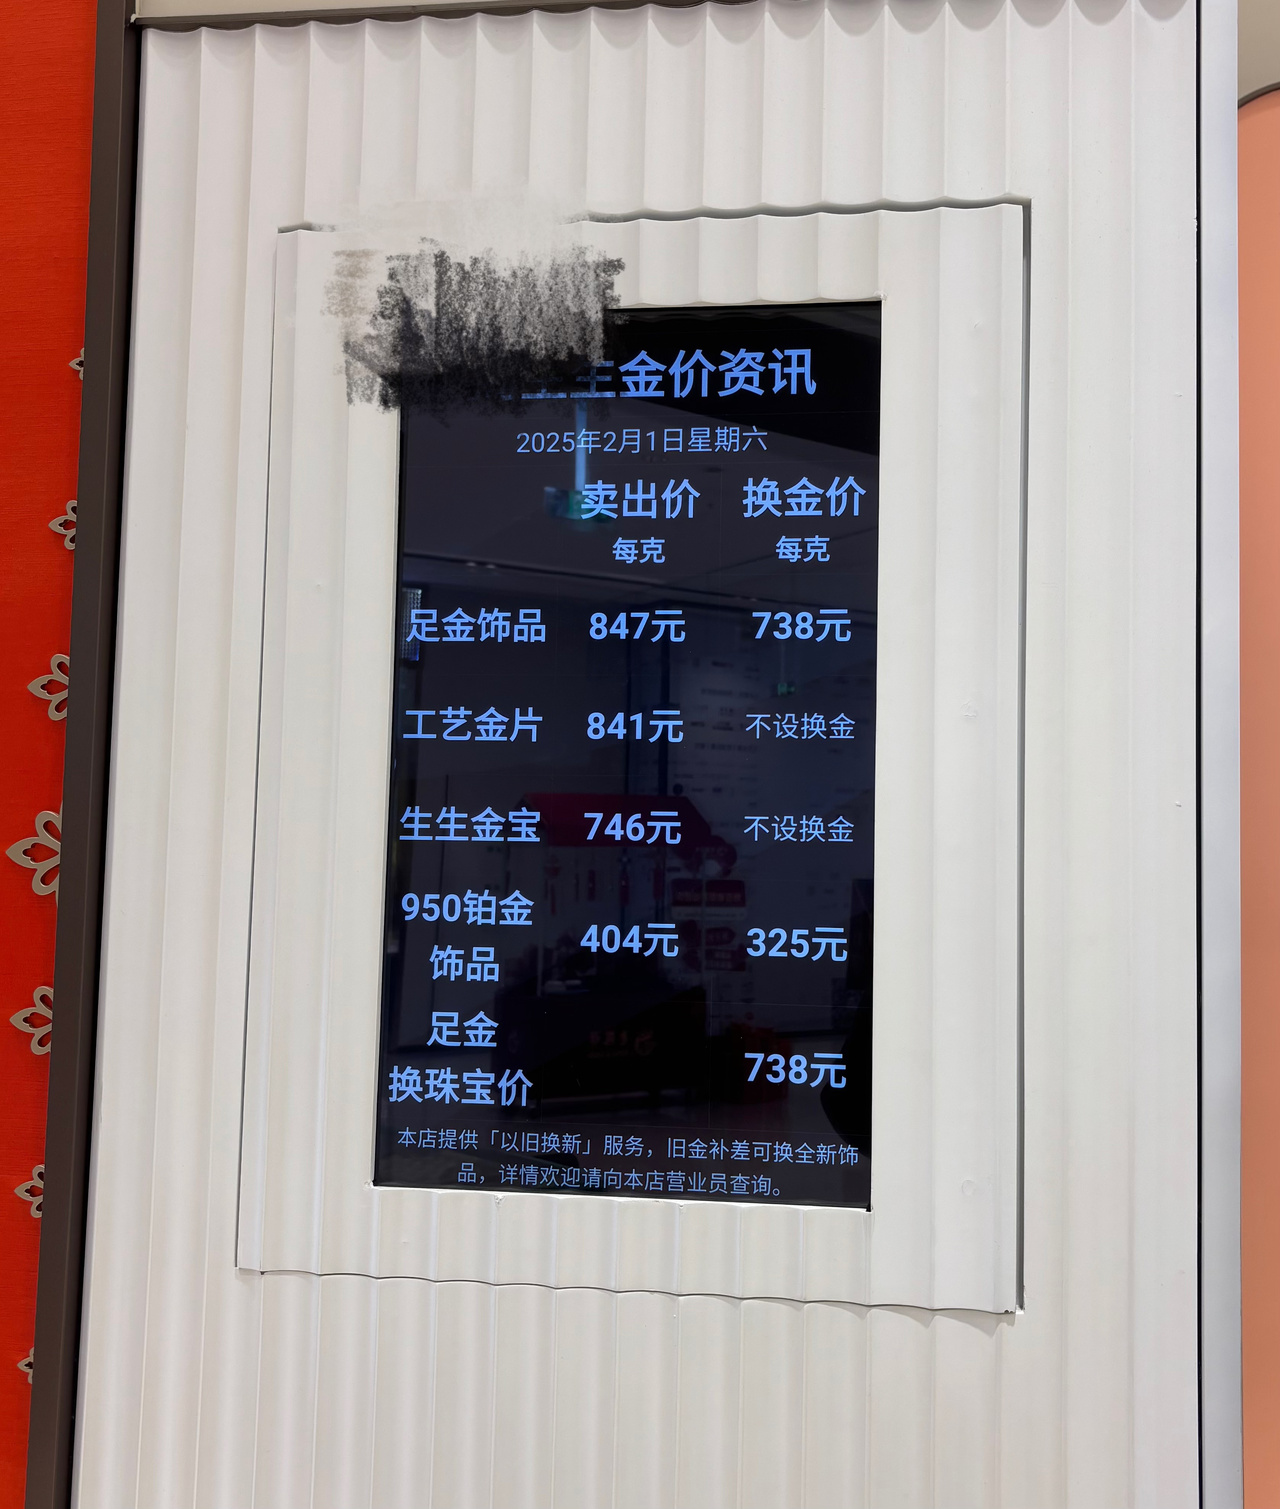 生金价资讯
2025年2月1日星期六
卖出价 换金价
每克 每克
足金饰品 847元 738元
工艺金片 841元 不设换金
生生金宝 746元 不设换金
950铂金
饰品 404元 325元
足金
换珠宝价 738元
本店提供「以旧换新」服务，旧金补差可换全新饰
品，详情欢迎请向本店营业员查询。